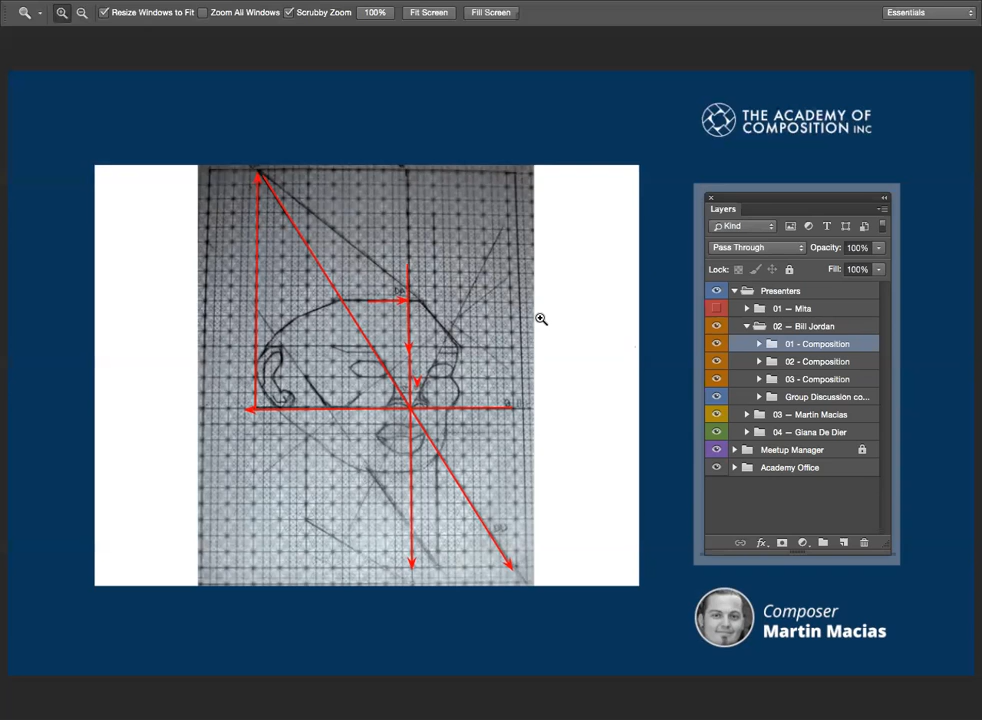 Resize Windows to Fit
Zoom All Windows
Scrubby Zoom
100%
Fit Screen
Fill Screen
Essentials
THE ACADEMY OF
COMPOSITION INC
Layers
Kind
Pass Through
Opacity: 100%
Lock:
Fill: 100%
Presenters
01 — Mita
02 — Bill Jordan
01 - Composition
02 - Composition
03 - Composition
Group Discussion co...
03 — Martin Macias
04 — Giana De Dier
Meetup Manager
Academy Office
fx
Composer
Martin Macias